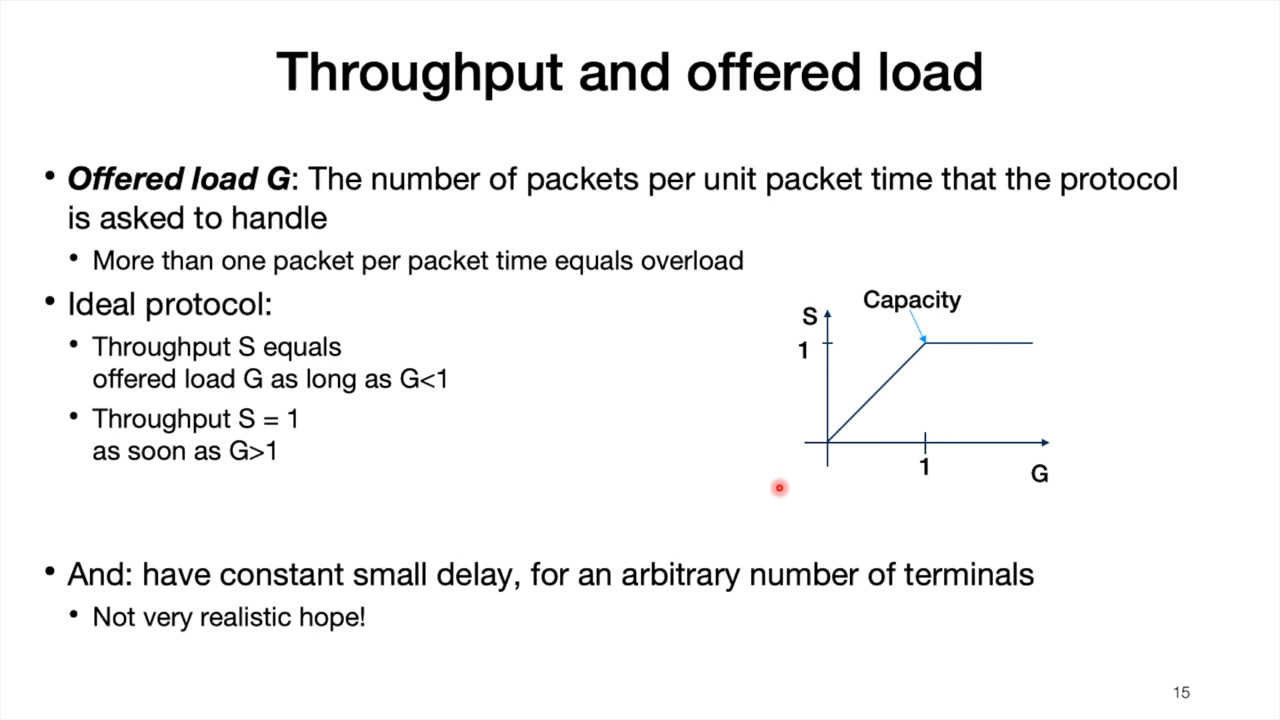 Throughput and offered load
• Offered load G: The number of packets per unit packet time that the protocol
is asked to handle
• More than one packet per packet time equals overload
• Ideal protocol:
• Throughput S equals
offered load G as long as G<1
• Throughput S = 1
as soon as G>1
Capacity
S
1
1
G
• And: have constant small delay, for an arbitrary number of terminals
• Not very realistic hope!
15